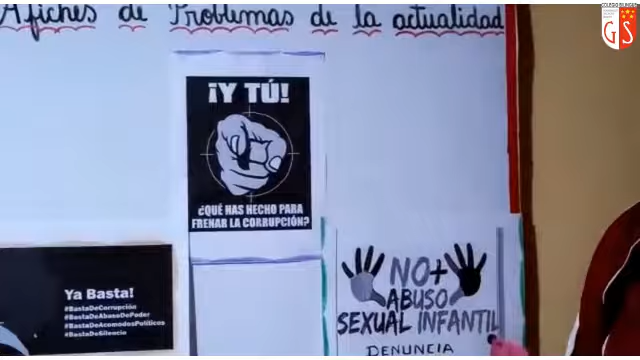 Afiches de Problemas de la actualidad
¡Y TÚ!
¿QUÉ HAS HECHO PARA
FRENAR LA CORRUPCIÓN?
Ya Basta!
#BastaDeCorrupción
#BastaDeAbusoDePoder
#BastaDeAcomodosPolíticos
#BastaDeSilencio
NO+
ABUSO
SEXUAL INFANTIL
DENUNCIA
G S